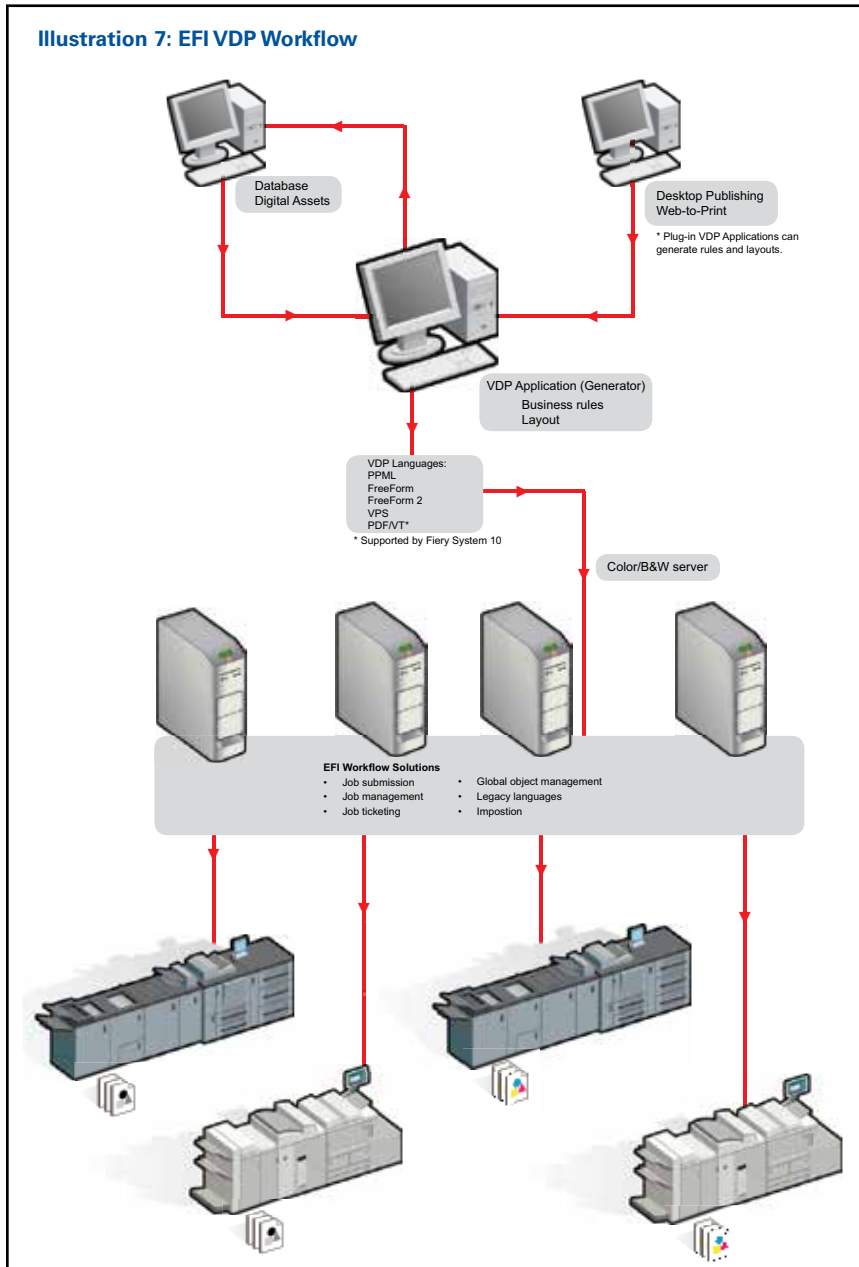 Illustration 7: EFI VDP Workflow
Database
Digital Assets
Desktop Publishing
Web-to-Print
* Plug-in VDP Applications can
generate rules and layouts.
VDP Application (Generator)
Business rules
Layout
VDP Languages:
PPML
FreeForm
FreeForm 2
VPS
PDF/VT*
* Supported by Fiery System 10
Color/B&W server
EFI Workflow Solutions
• Job submission
• Job management
• Job ticketing
• Global object management
• Legacy languages
• Impostion